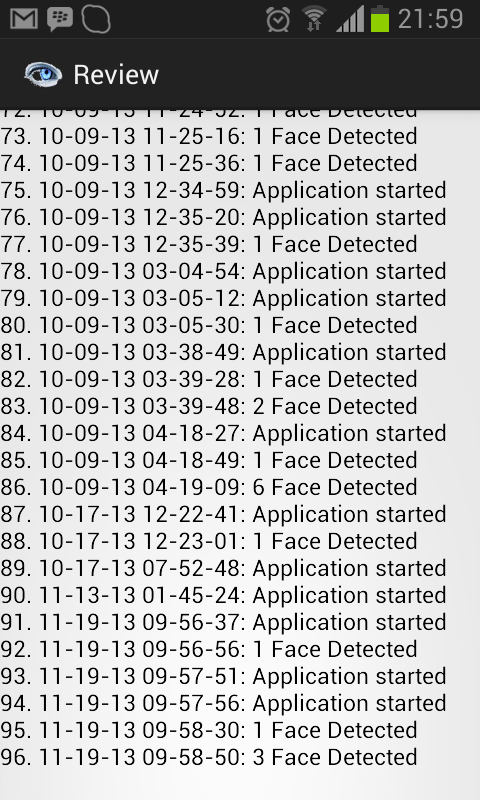 21:59
Review
72. 10-09-13 11-24-52: 1 Face Detected
73. 10-09-13 11-25-16: 1 Face Detected
74. 10-09-13 11-25-36: 1 Face Detected
75. 10-09-13 12-34-59: Application started
76. 10-09-13 12-35-20: Application started
77. 10-09-13 12-35-39: 1 Face Detected
78. 10-09-13 03-04-54: Application started
79. 10-09-13 03-05-12: Application started
80. 10-09-13 03-05-30: 1 Face Detected
81. 10-09-13 03-38-49: Application started
82. 10-09-13 03-39-28: 1 Face Detected
83. 10-09-13 03-39-48: 2 Face Detected
84. 10-09-13 04-18-27: Application started
85. 10-09-13 04-18-49: 1 Face Detected
86. 10-09-13 04-19-09: 6 Face Detected
87. 10-17-13 12-22-41: Application started
88. 10-17-13 12-23-01: 1 Face Detected
89. 10-17-13 07-52-48: Application started
90. 11-13-13 01-45-24: Application started
91. 11-19-13 09-56-37: Application started
92. 11-19-13 09-56-56: 1 Face Detected
93. 11-19-13 09-57-51: Application started
94. 11-19-13 09-57-56: Application started
95. 11-19-13 09-58-30: 1 Face Detected
96. 11-19-13 09-58-50: 3 Face Detected